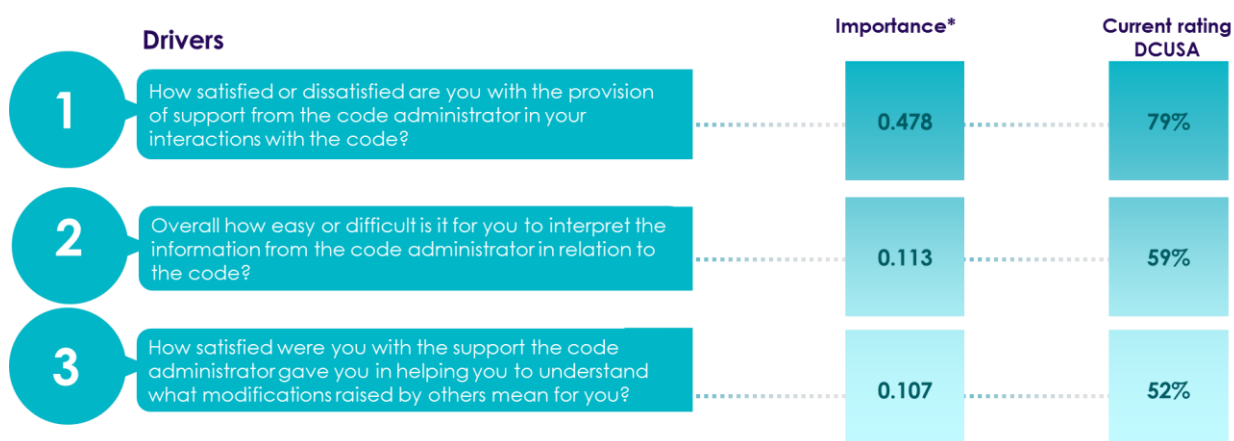 Drivers
Importance*
Current rating
DCUSA
1
How satisfied or dissatisfied are you with the provision
of support from the code administrator in your
interactions with the code?
0.478
79%
2
Overall how easy or difficult is it for you to interpret the
information from the code administrator in relation to
the code?
0.113
59%
3
How satisfied were you with the support the code
administrator gave you in helping you to understand
what modifications raised by others mean for you?
0.107
52%